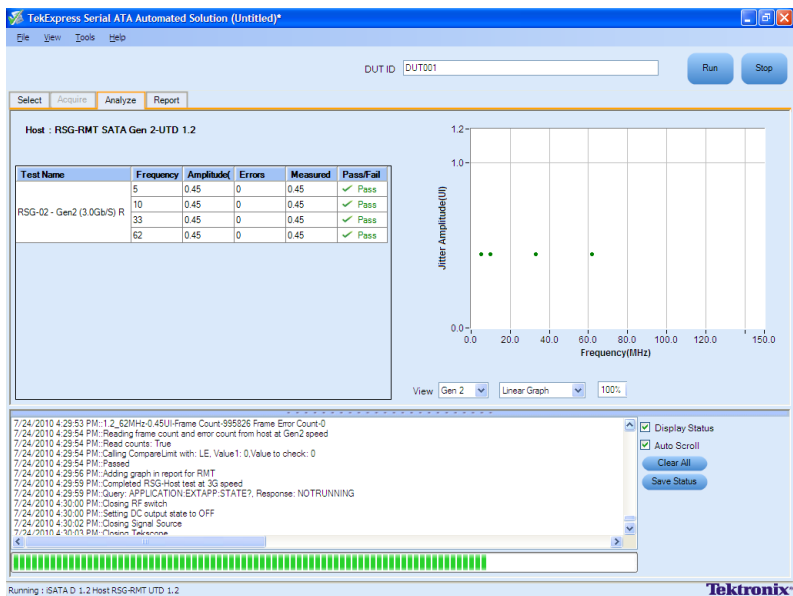 TekExpress Serial ATA Automated Solution (Untitled)*
File View Tools Help
DUT ID DUT001
Run Stop
Select Acquire Analyze Report
Host : RSG-RMT SATA Gen 2-UTD 1.2
Test Name Frequency Amplitude( Errors Measured Pass/Fail
RSG-02 - Gen2 (3.0Gb/S) R
5 0.45 0 0.45 Pass
10 0.45 0 0.45 Pass
33 0.45 0 0.45 Pass
62 0.45 0 0.45 Pass
1.2
1.0
0.0
Jitter Amplitude(UI)
0.0 20.0 40.0 60.0 80.0 100.0 120.0 150.0
Frequency(MHz)
View Gen 2 Linear Graph 100%
7/24/2010 4:29:53 PM::1.2_62MHz-0.45UI-Frame Count-995826 Frame Error Count-0
7/24/2010 4:29:54 PM::Reading frame count and error count from host at Gen2 speed
7/24/2010 4:29:54 PM::Read counts: True
7/24/2010 4:29:54 PM::Calling CompareLimit with: LE, Value1: 0,Value to check: 0
7/24/2010 4:29:54 PM::Passed
7/24/2010 4:29:56 PM::Adding graph in report for RMT
7/24/2010 4:29:59 PM::Completed RSG-Host test at 3G speed
7/24/2010 4:29:59 PM::Query: APPLICATION:EXTAPP:STATE?, Response: NOTRUNNING
7/24/2010 4:30:00 PM::Closing RF switch
7/24/2010 4:30:00 PM::Setting DC output state to OFF
7/24/2010 4:30:02 PM::Closing Signal Source
7/24/2010 4:30:03 PM::Closing Tekscope
Display Status
Auto Scroll
Clear All
Save Status
Running : iSATA D 1.2 Host RSG-RMT UTD 1.2
Tektronix